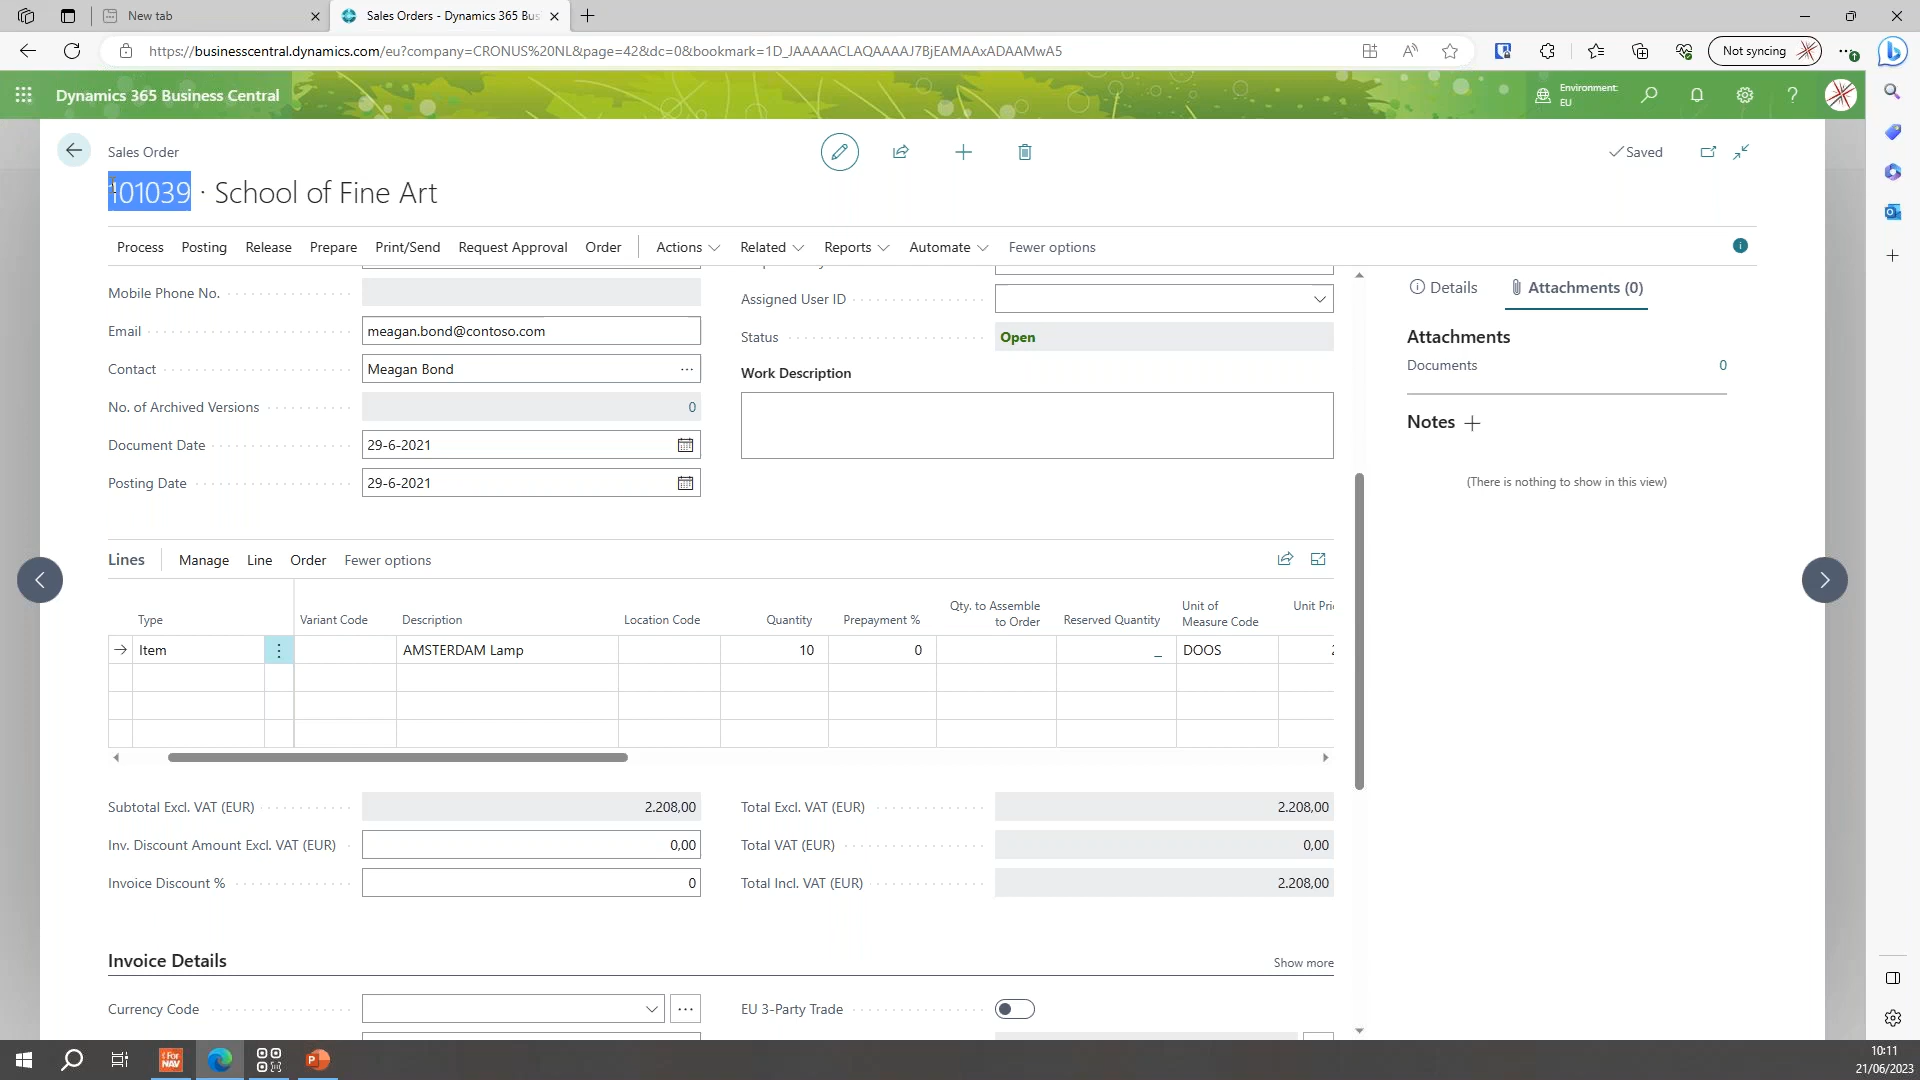 New tab
Sales Orders - Dynamics 365 Bus
https://businesscentral.dynamics.com/eu?company=CRONUS%20NL&page=42&dc=0&bookmark=1D_JAAAAACLAQAAAAJ7BjEAMAAxADAAMwA5
Not syncing
Dynamics 365 Business Central
Environment:
EU
Sales Order
Saved
101039 · School of Fine Art
Process Posting Release Prepare Print/Send Request Approval Order Actions Related Reports Automate Fewer options
Mobile Phone No.
Email meagan.bond@contoso.com
Contact Meagan Bond
No. of Archived Versions 0
Document Date 29-6-2021
Posting Date 29-6-2021
Assigned User ID
Status Open
Work Description
Details Attachments (0)
Attachments
Documents 0
Notes
(There is nothing to show in this view)
Lines Manage Line Order Fewer options
Type Variant Code Description Location Code Quantity Prepayment % Qty. to Assemble to Order Reserved Quantity Unit of Measure Code Unit Pri
Item AMSTERDAM Lamp 10 0 _ DOOS
Subtotal Excl. VAT (EUR) 2.208,00
Inv. Discount Amount Excl. VAT (EUR) 0,00
Invoice Discount % 0
Total Excl. VAT (EUR) 2.208,00
Total VAT (EUR) 0,00
Total Incl. VAT (EUR) 2.208,00
Invoice Details Show more
Currency Code
EU 3-Party Trade
For
NAV
10:11
21/06/2023